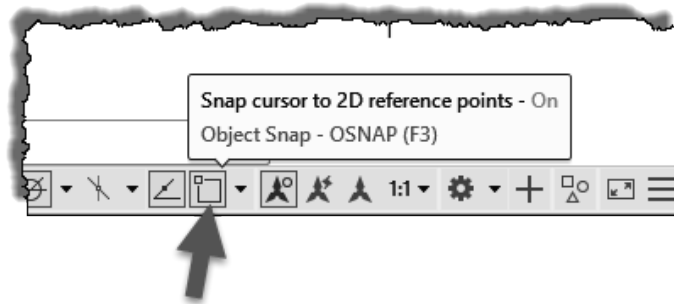 Snap cursor to 2D reference points - On
Object Snap - OSNAP (F3)
1:1